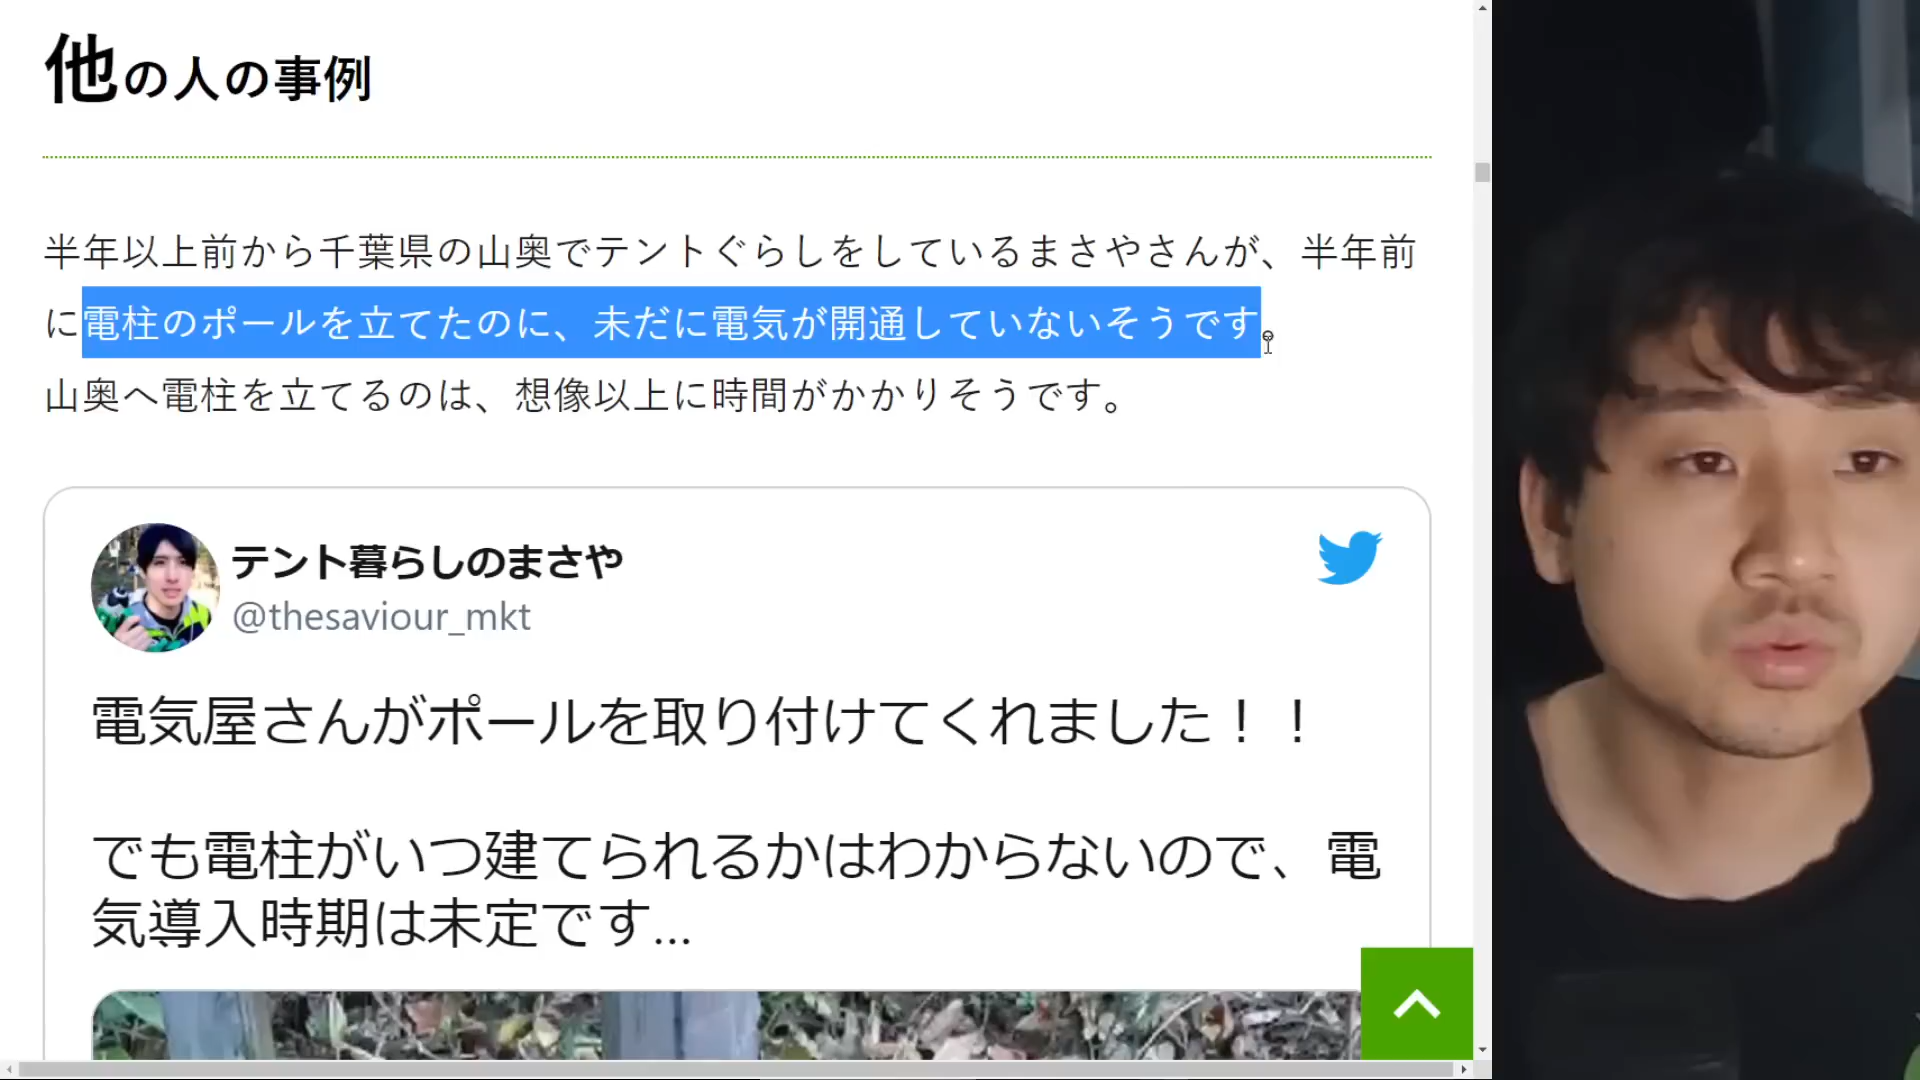 他の人の事例
半年以上前から千葉県の山奥でテントぐらしをしているまさやさんが、半年前
に電柱のポールを立てたのに、未だに電気が開通していないそうです。
山奥へ電柱を立てるのは、想像以上に時間がかかりそうです。
テント暮らしのまさや
@thesaviour_mkt
電気屋さんがポールを取り付けてくれました！！
でも電柱がいつ建てられるかはわからないので、電
気導入時期は未定です...